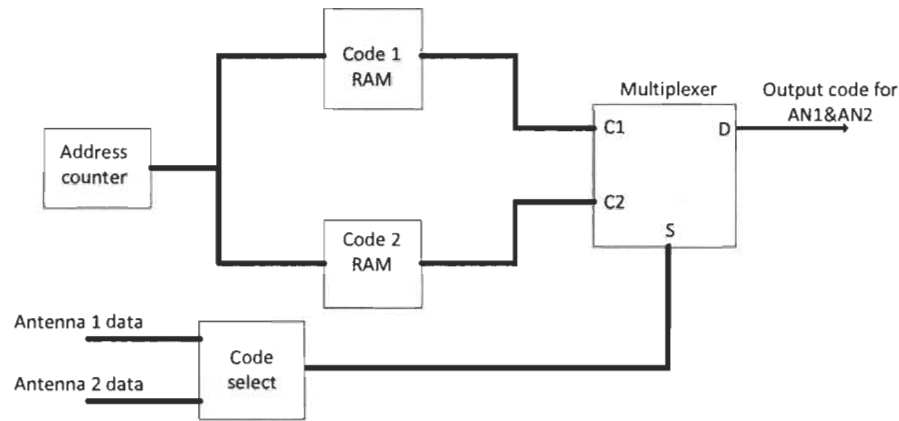 Code 1
RAM
Multiplexer
Output code for
AN1&AN2
C1
D
Address
counter
C2
Code 2
RAM
S
Antenna 1 data
Code
select
Antenna 2 data